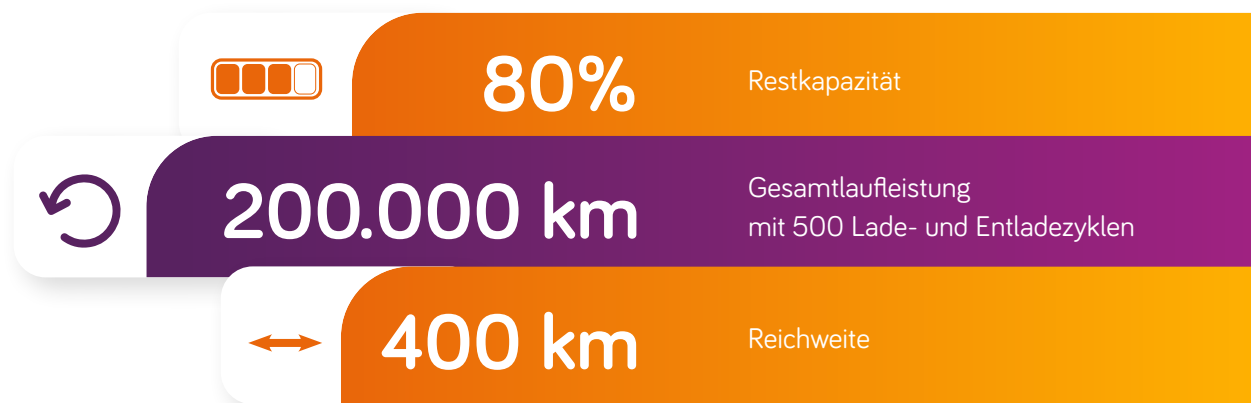 80%
Restkapazität
200.000 km
Gesamtlaufleistung
mit 500 Lade- und Entladezyklen
400 km
Reichweite